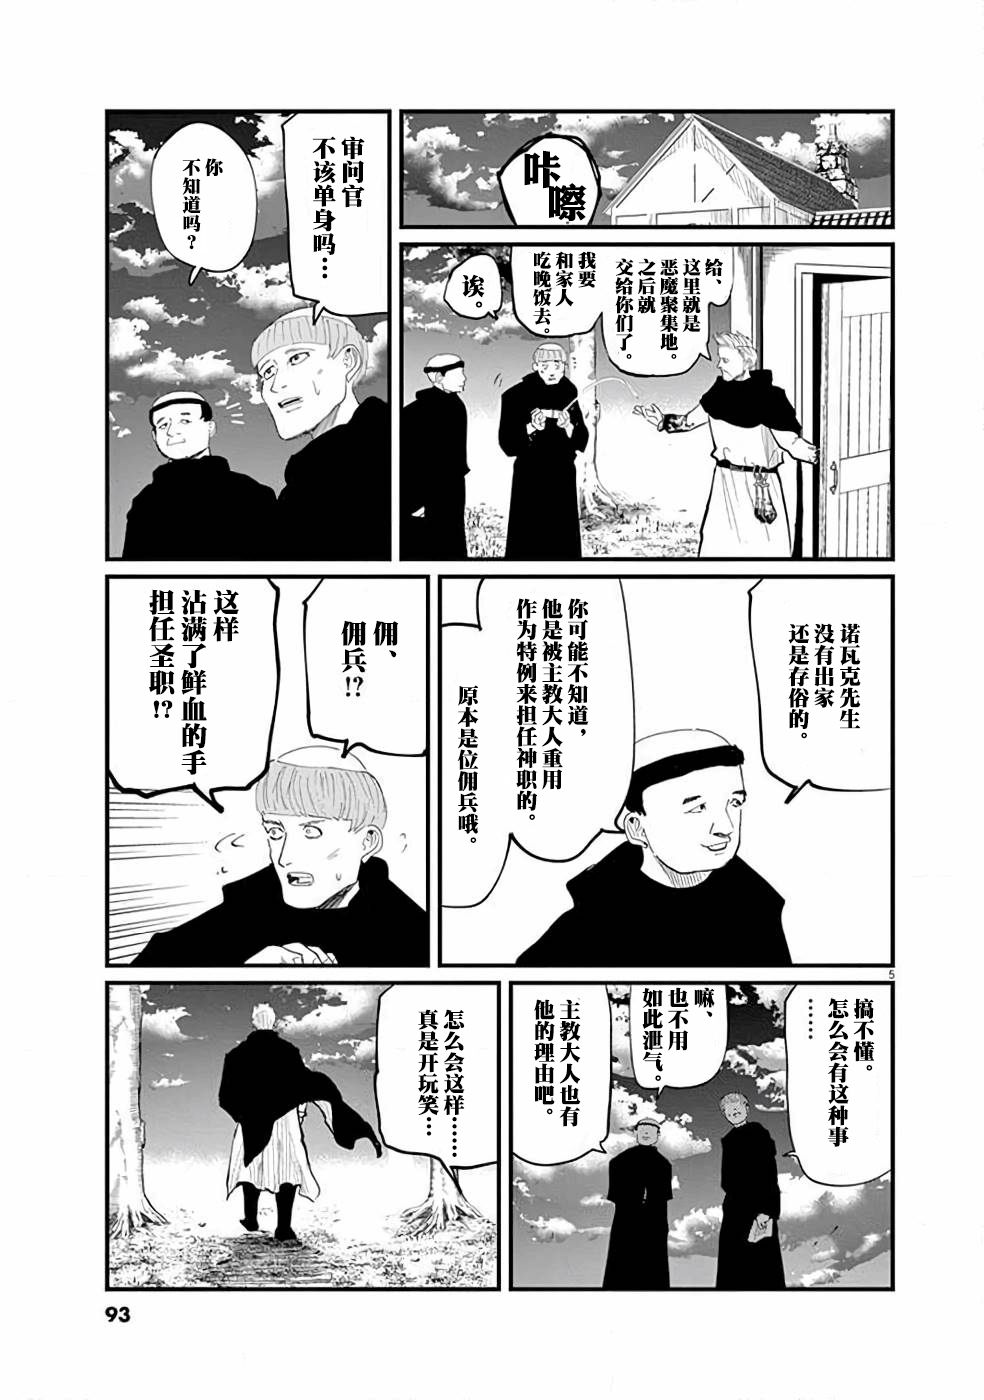 咔
嚓
给、
这里就是
恶魔聚集地。
之后就
交给你们了。
我要
和家人
吃晚饭去。
诶。
审问官
不该单身吗…
你
不知道吗？
诺瓦克先生
没有出家
还是存俗的。
你可能不知道，
他是被主教大人重用
作为特例来担任神职的。
原本是位佣兵哦。
佣、
佣兵!?
这样
沾满了鲜血的手
担任圣职!?
5
搞不懂。
怎么会有这种事
……
嘛、
也不用
如此泄气。
主教大人也有
他的理由吧。
怎么会这样……
真是开玩笑…
93